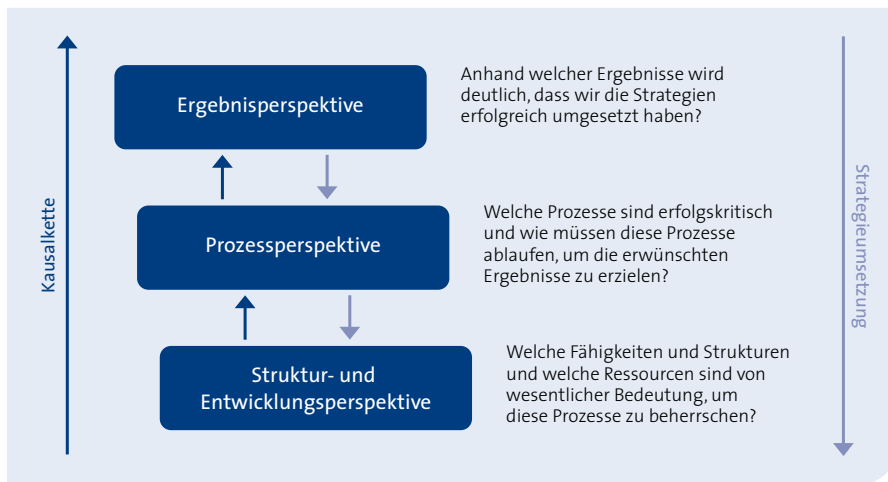 Kausalkette
Ergebnisperspektive
Anhand welcher Ergebnisse wird
deutlich, dass wir die Strategien
erfolgreich umgesetzt haben?
Prozessperspektive
Welche Prozesse sind erfolgskritisch
und wie müssen diese Prozesse
ablaufen, um die erwünschten
Ergebnisse zu erzielen?
Struktur- und
Entwicklungsperspektive
Welche Fähigkeiten und Strukturen
und welche Ressourcen sind von
wesentlicher Bedeutung, um
diese Prozesse zu beherrschen?
Strategieumsetzung